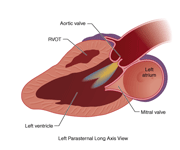 Aortic valve
RVOT
Left
atrium
Mitral valve
Left ventricle
Left Parasternal Long Axis View